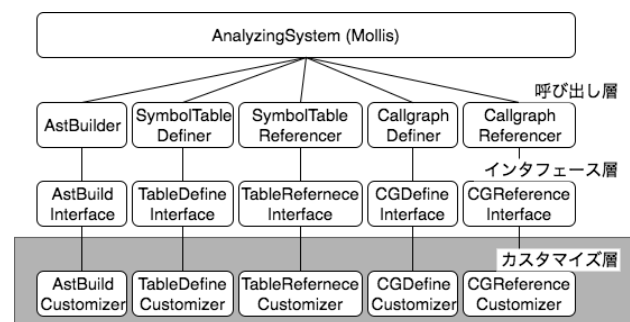 AnalyzingSystem (Mollis)
呼び出し層
AstBuilder
SymbolTable
Definer
SymbolTable
Referencer
Callgraph
Definer
Callgraph
Referencer
インタフェース層
AstBuild
Interface
TableDefine
Interface
TableRefernece
Interface
CGDefine
Interface
CGReference
Interface
カスタマイズ層
AstBuild
Customizer
TableDefine
Customizer
TableRefernece
Customizer
CGDefine
Customizer
CGReference
Customizer